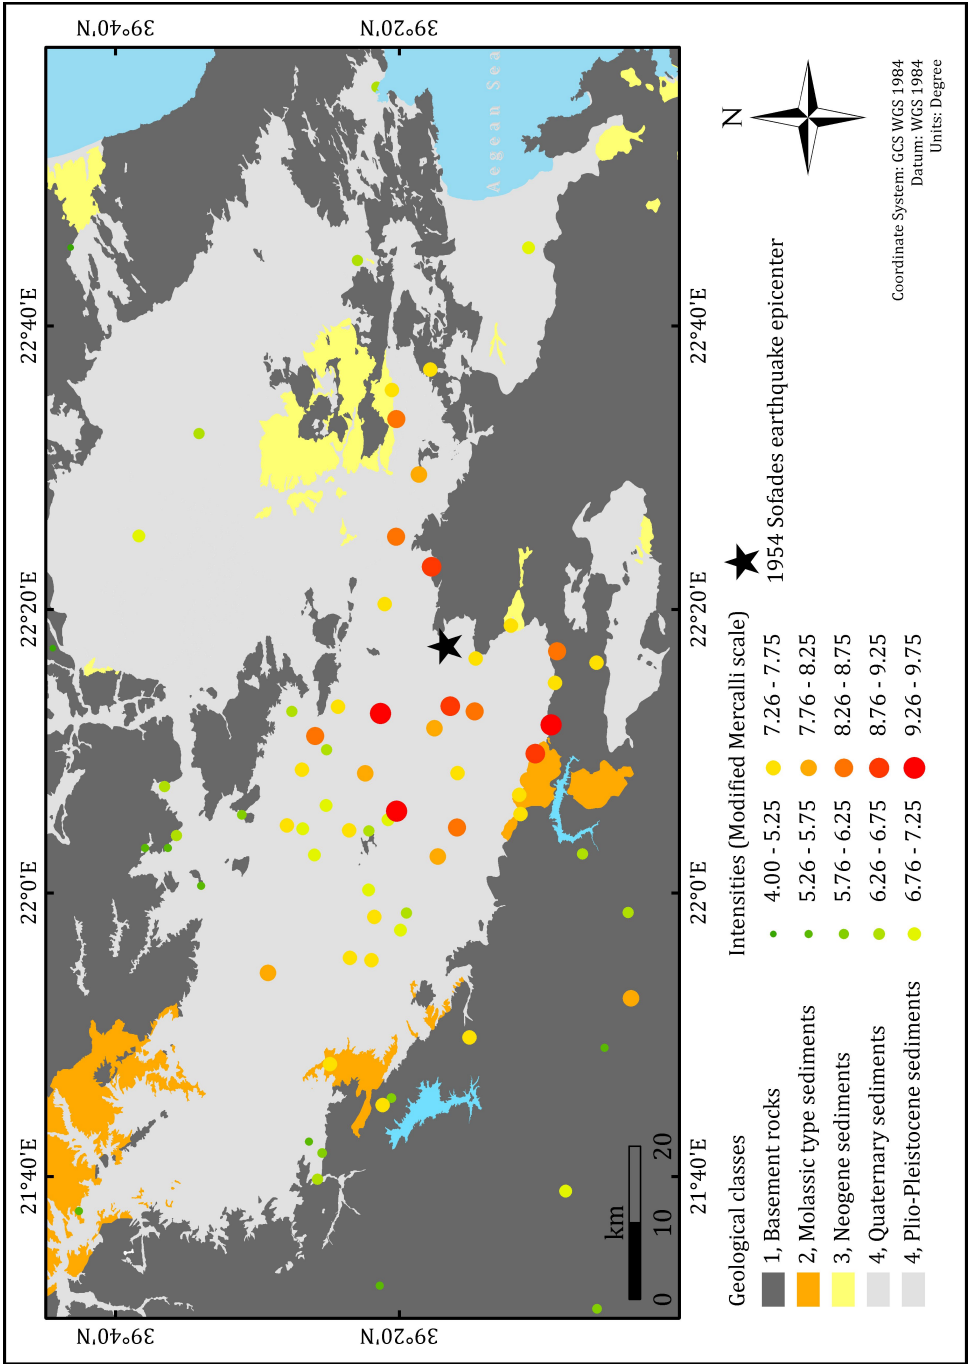 21°40'E
22°0'E
22°20'E
22°40'E
39°40'N
39°40'N
39°20'N
39°20'N
Aegean Sea
km
0 10 20
21°40'E
22°0'E
22°20'E
22°40'E
Geological classes
1, Basement rocks
2, Molassic type sediments
3, Neogene sediments
4, Quaternary sediments
4, Plio-Pleistocene sediments
Intensities (Modified Mercalli scale)
4.00 - 5.25
5.26 - 5.75
5.76 - 6.25
6.26 - 6.75
6.76 - 7.25
7.26 - 7.75
7.76 - 8.25
8.26 - 8.75
8.76 - 9.25
9.26 - 9.75
1954 Sofades earthquake epicenter
N
Coordinate System: GCS WGS 1984
Datum: WGS 1984
Units: Degree